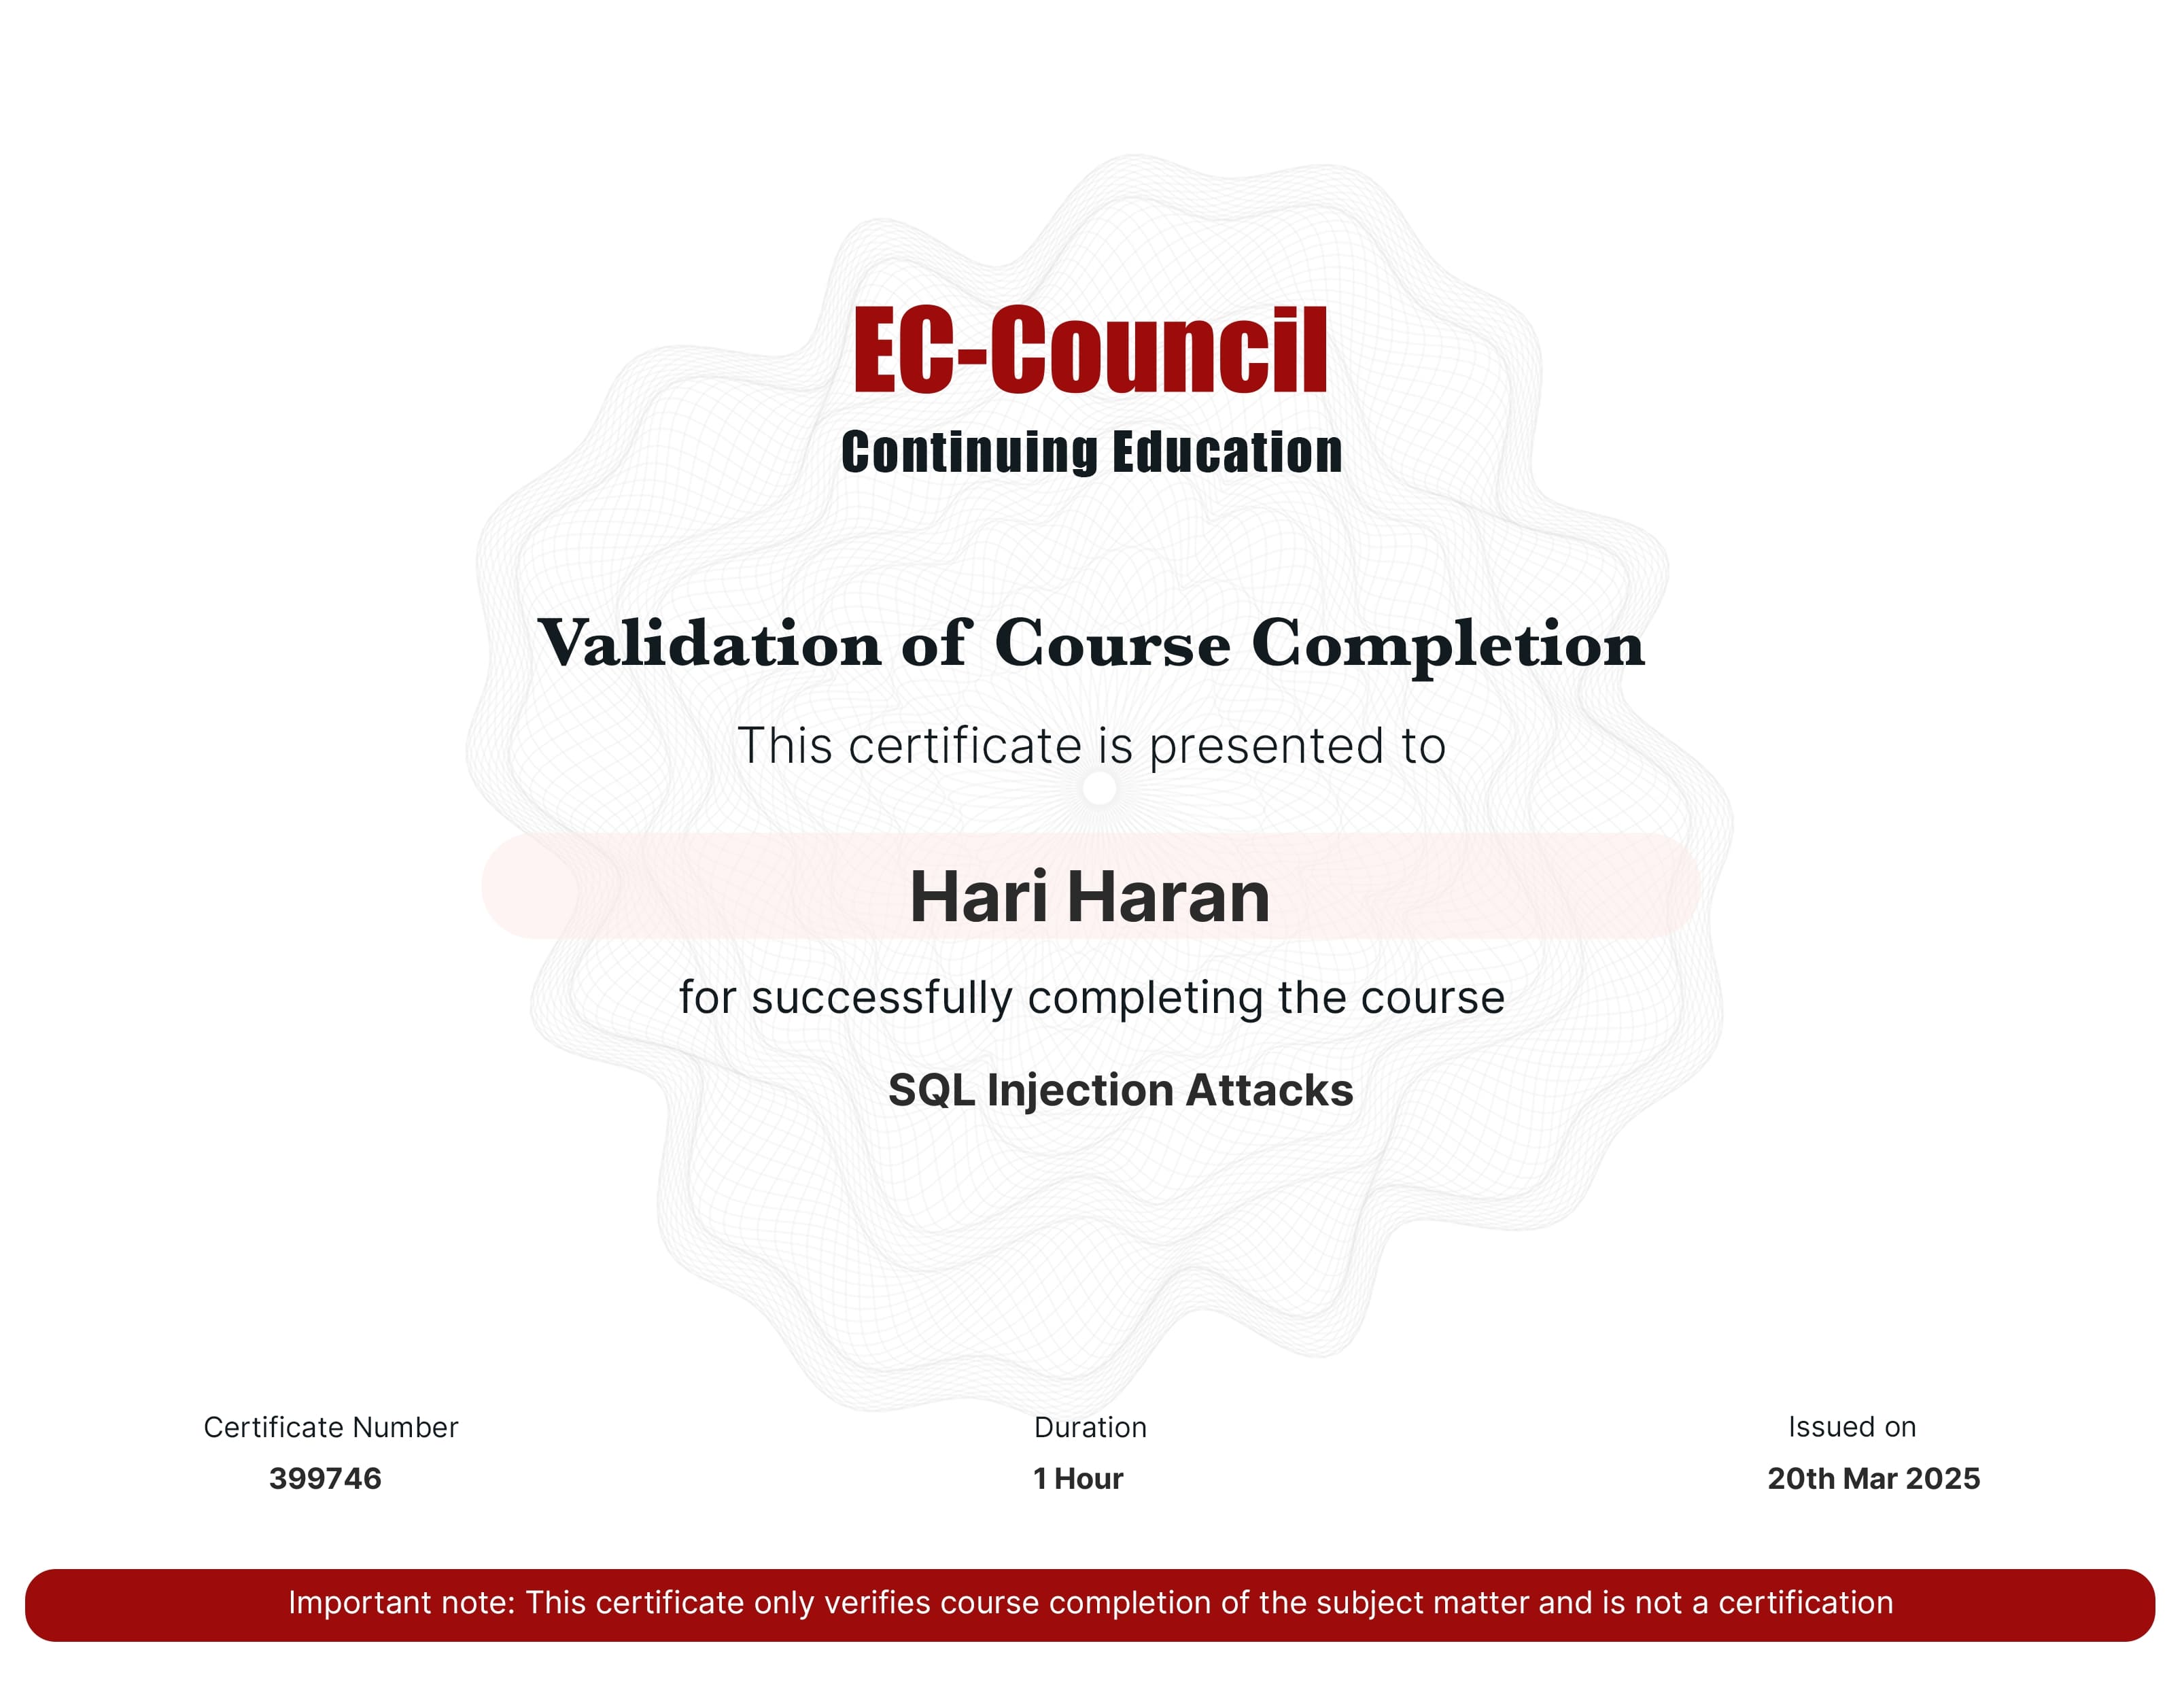 EC-Council
Continuing Education
Validation of Course Completion
This certificate is presented to
Hari Haran
for successfully completing the course
SQL Injection Attacks
Certificate Number
399746
Duration
1 Hour
Issued on
20th Mar 2025
Important note: This certificate only verifies course completion of the subject matter and is not a certification